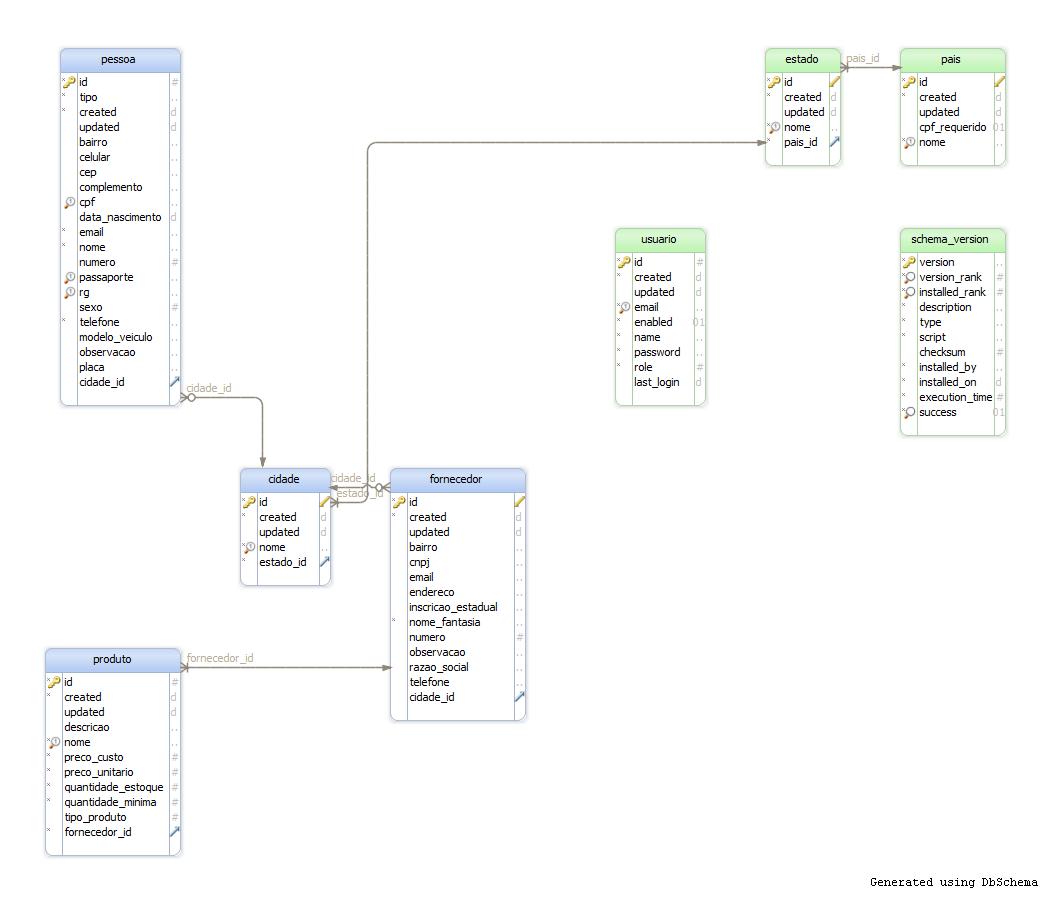 pessoa
id #
tipo ..
created d
updated d
bairro ..
celular ..
cep ..
complemento ..
cpf ..
data_nascimento d
email ..
nome ..
numero #
passaporte ..
rg ..
sexo #
telefone ..
modelo_veiculo ..
observacao ..
placa ..
cidade_id
cidade_id
estado
id
created d
updated d
nome ..
pais_id
pais_id
pais
id
created d
updated d
cpf_requerido 01
nome ..
usuario
id #
created d
updated d
email ..
enabled 01
name ..
password ..
role #
last_login d
schema_version
version ..
version_rank #
installed_rank #
description ..
type ..
script ..
checksum #
installed_by ..
installed_on d
execution_time #
success 01
cidade
id
created d
updated d
nome ..
estado_id
cidade_id
estado_id
fornecedor
id
created d
updated d
bairro ..
cnpj ..
email ..
endereco ..
inscricao_estadual ..
nome_fantasia ..
numero #
observacao ..
razao_social ..
telefone ..
cidade_id
produto
id #
created d
updated d
descricao ..
nome ..
preco_custo #
preco_unitario #
quantidade_estoque #
quantidade_minima #
tipo_produto #
fornecedor_id
fornecedor_id
Generated using DbSchema